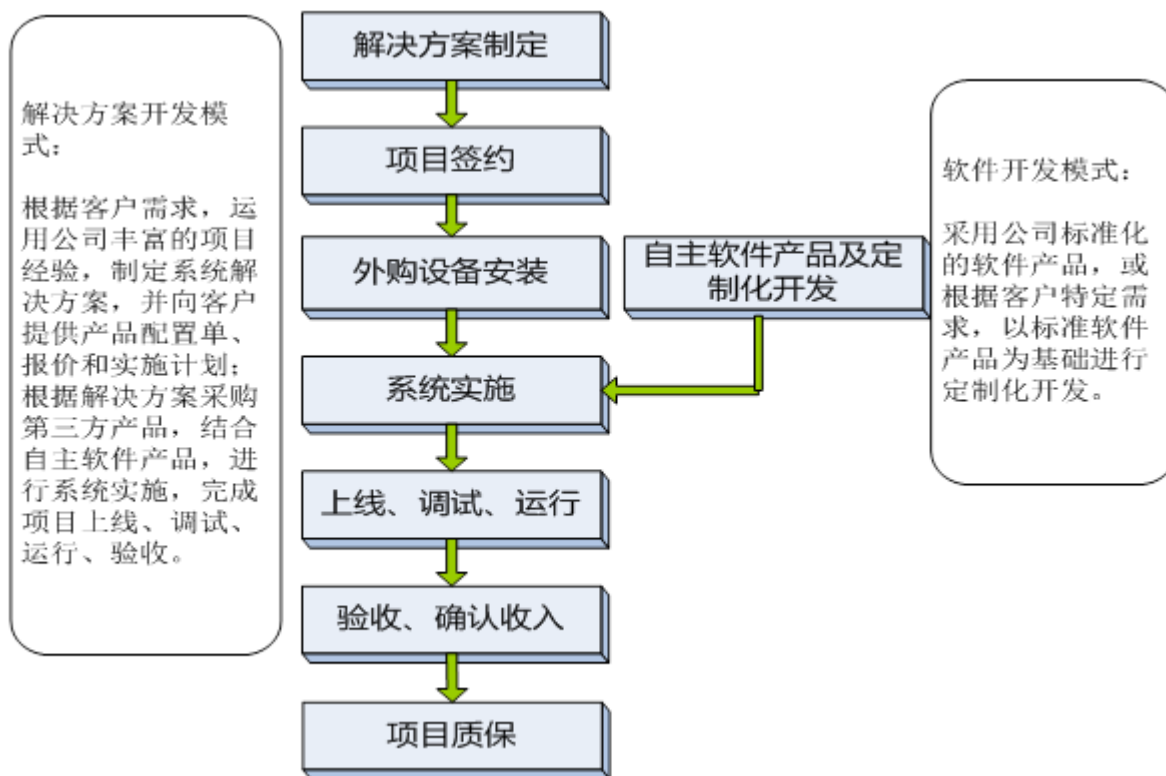 解决方案开发模
式：
根据客户需求，运
用公司丰富的项目
经验，制定系统解
决方案，并向客户
提供产品配置单、
报价和实施计划；
根据解决方案采购
第三方产品，结合
自主软件产品，进
行系统实施，完成
项目上线、调试、
运行、验收。
解决方案制定
项目签约
外购设备安装
系统实施
上线、调试、运行
验收、确认收入
项目质保
自主软件产品及定
制化开发
软件开发模式：
采用公司标准化
的软件产品，或
根据客户特定需
求，以标准软件
产品为基础进行
定制化开发。